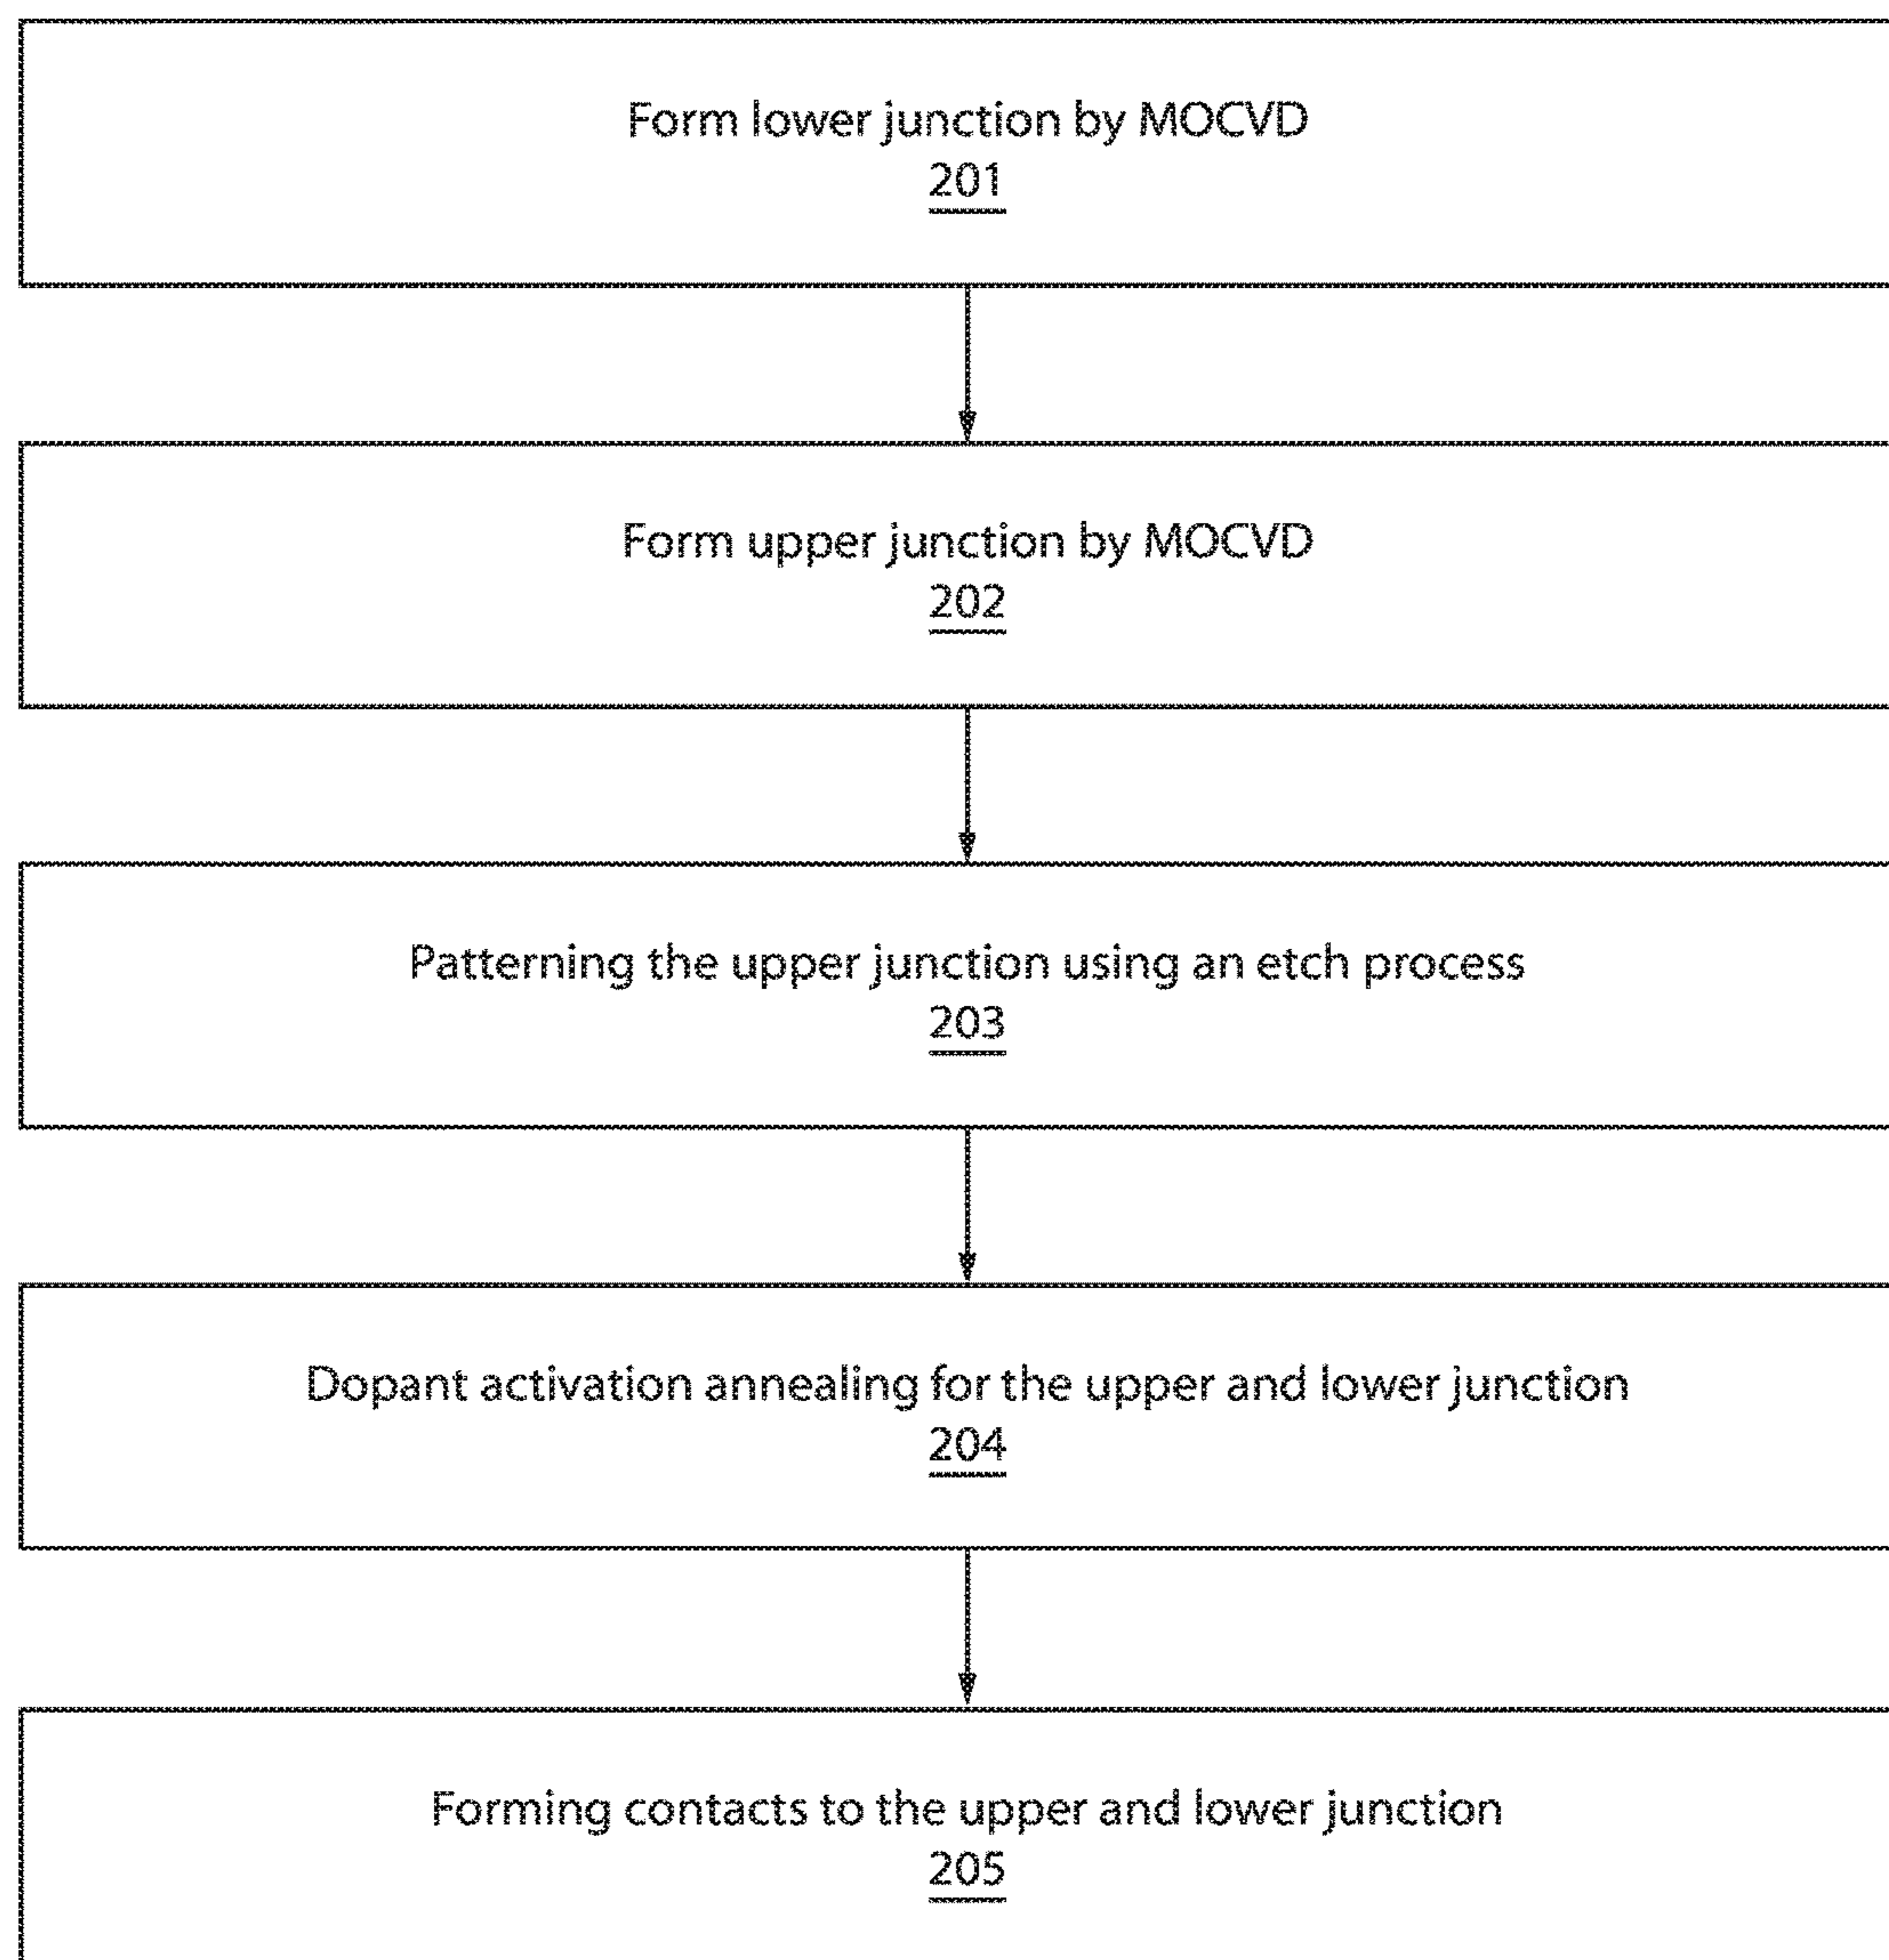 Form lower junction by MOCVD
201
Form upper junction by MOCVD
202
Patterning the upper junction using an etch process
203
Dopant activation annealing for the upper and lower junction
204
Forming contacts to the upper and lower junction
205